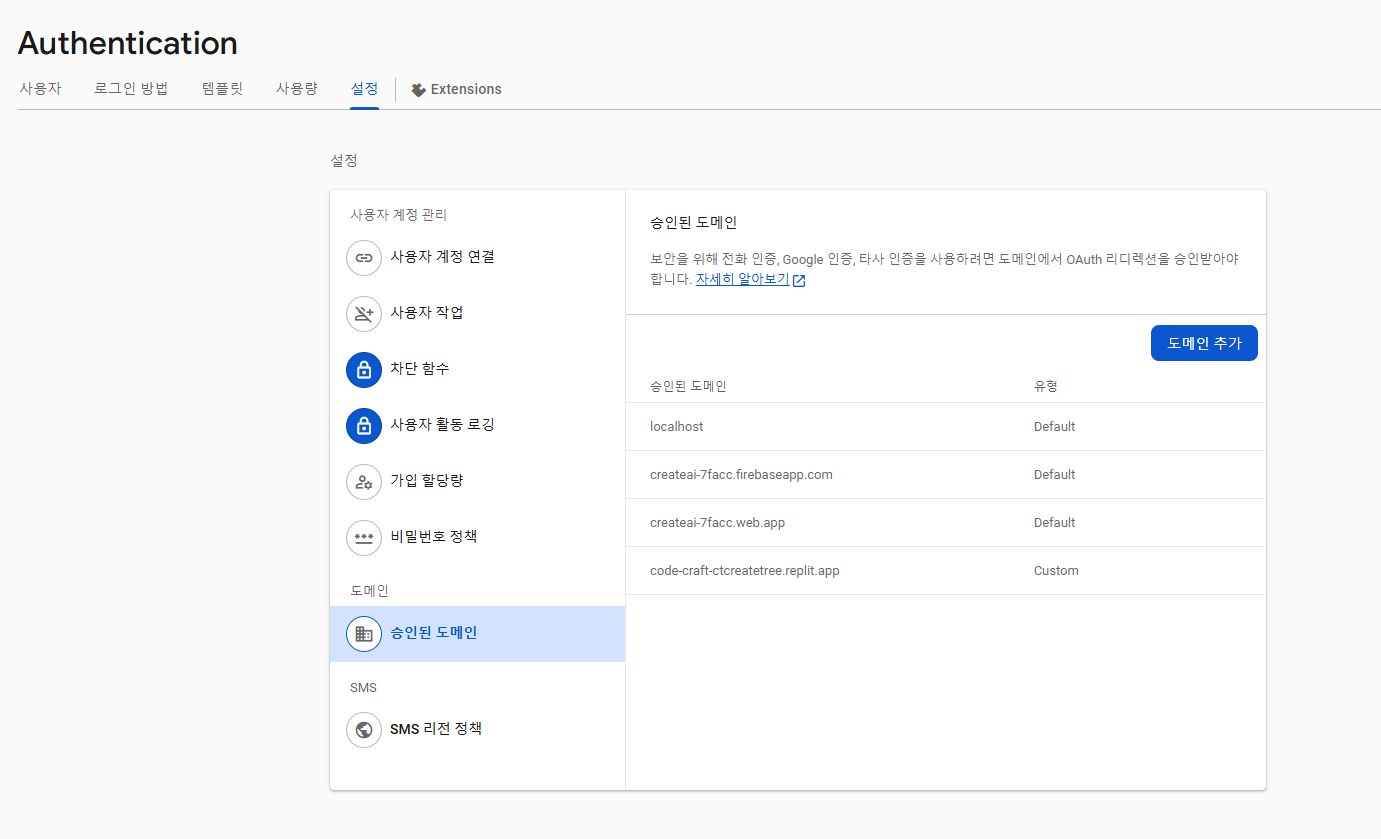 Authentication
사용자 로그인 방법 템플릿 사용량 설정 Extensions
설정
사용자 계정 관리
사용자 계정 연결
사용자 작업
차단 함수
사용자 활동 로깅
가입 할당량
비밀번호 정책
도메인
승인된 도메인
SMS
SMS 리전 정책
승인된 도메인
보안을 위해 전화 인증, Google 인증, 타사 인증을 사용하려면 도메인에서 OAuth 리디렉션을 승인받아야
합니다. 자세히 알아보기
도메인 추가
승인된 도메인 유형
localhost Default
createai-7facc.firebaseapp.com Default
createai-7facc.web.app Default
code-craft-ctcreatetree.replit.app Custom